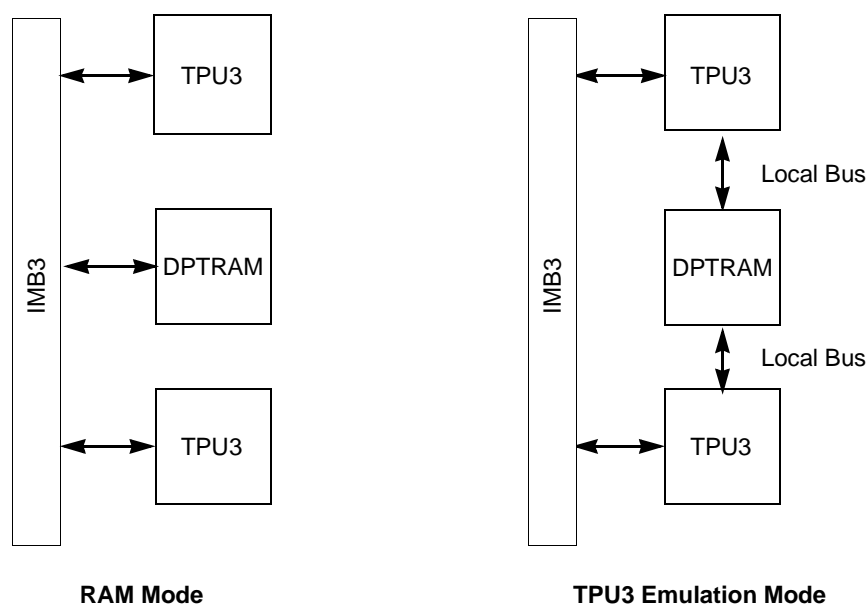 TPU3
TPU3
Local Bus
IMB3
DPTRAM
IMB3
DPTRAM
Local Bus
TPU3
TPU3
RAM Mode
TPU3 Emulation Mode